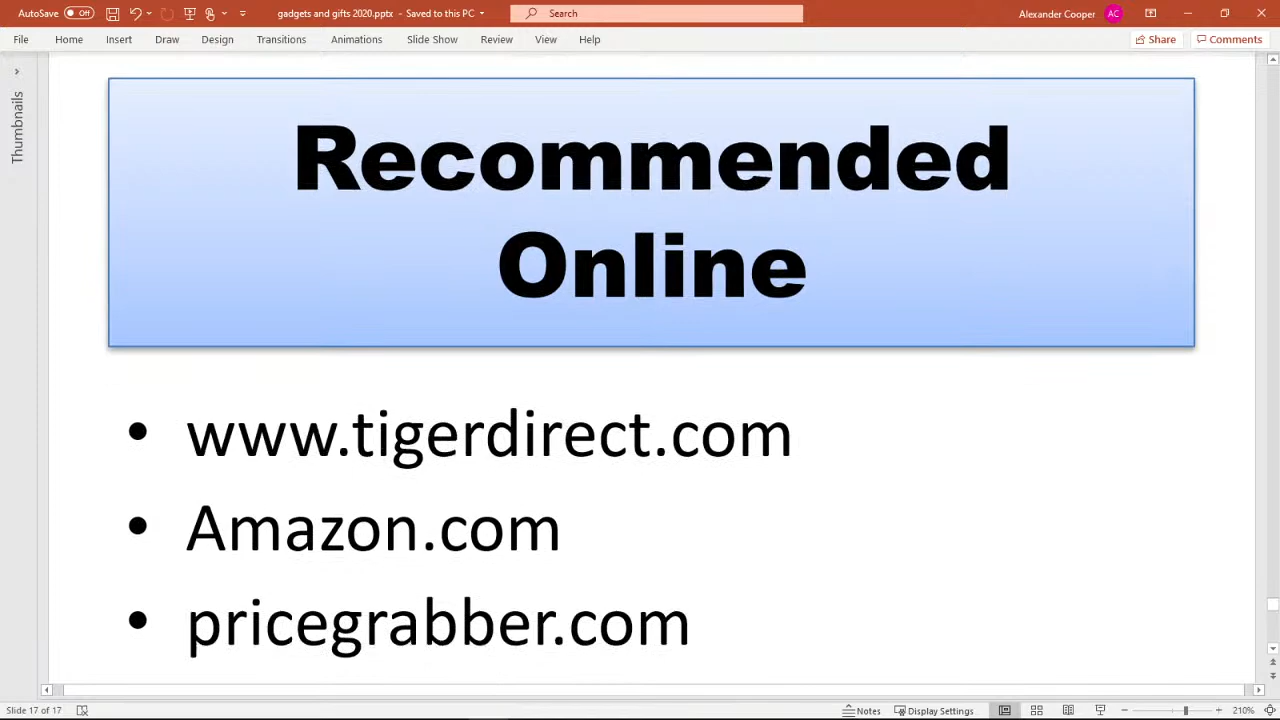 AutoSave Off gadgets and gifts 2020.pptx - Saved to this PC Search Alexander Cooper AC
File Home Insert Draw Design Transitions Animations Slide Show Review View Help Share Comments
Thumbnails
Recommended
Online
• www.tigerdirect.com
• Amazon.com
• pricegrabber.com
Slide 17 of 17 Notes Display Settings 210%